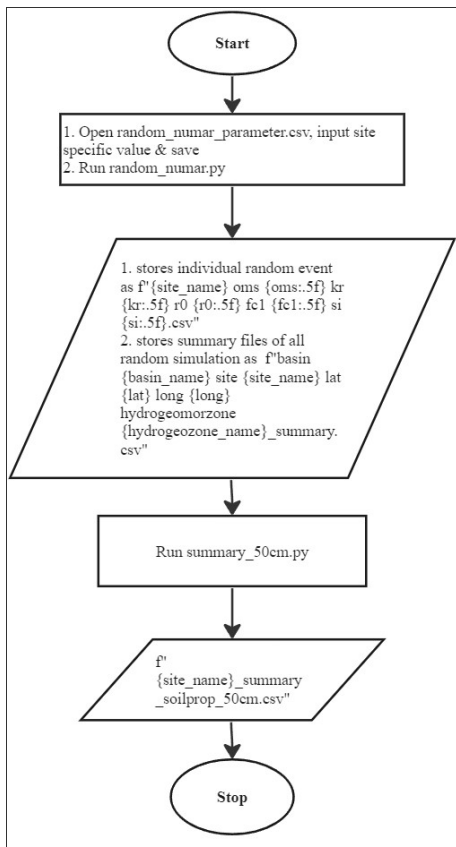 Start
1. Open random_numar_parameter.csv, input site
specific value & save
2. Run random_numar.py
1. stores individual random event
as f"{site_name} oms {oms:.5f} kr
{kr:.5f} r0 {r0:.5f} fc1 {fc1:.5f} si
{si:.5f}.csv"
2. stores summary files of all
random simulation as f"basin
{basin_name} site {site_name} lat
{lat} long {long}
hydrogeomorzone
{hydrogeozone_name}_summary.
csv"
Run summary_50cm.py
f"
{site_name}_summary
_soilprop_50cm.csv"
Stop